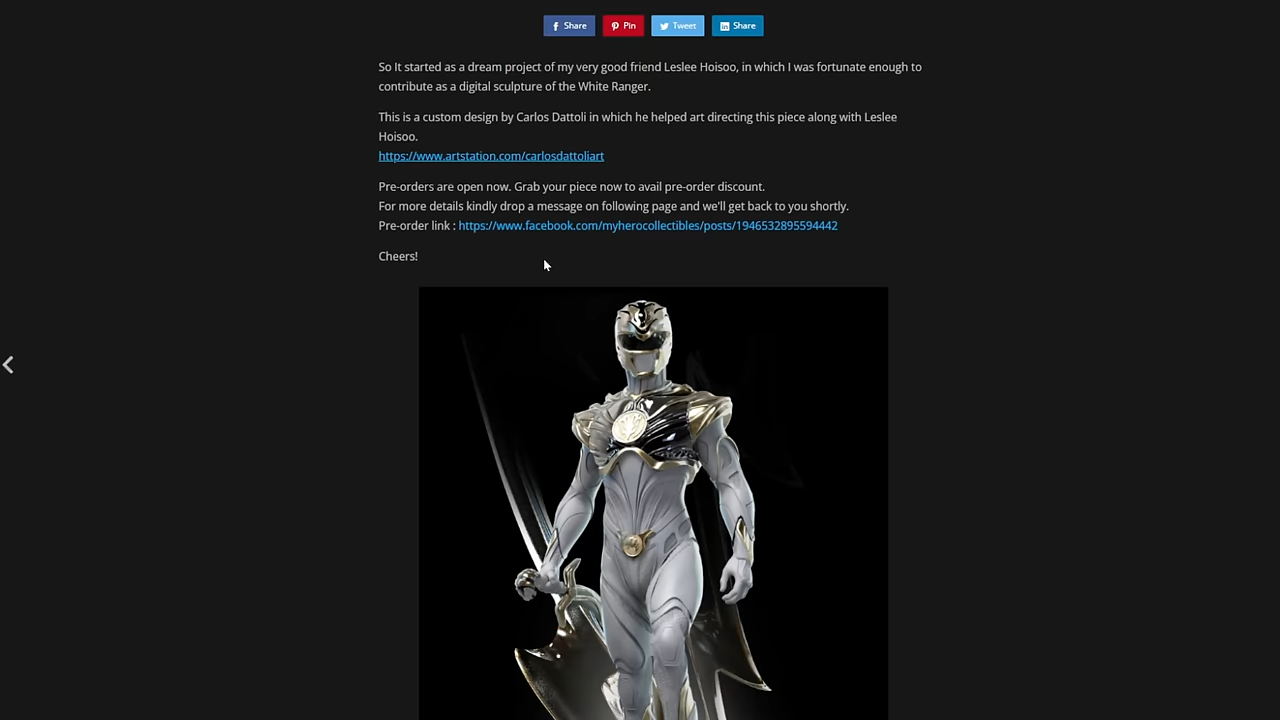 Share Pin Tweet Share
So It started as a dream project of my very good friend Leslee Hoisoo, in which I was fortunate enough to
contribute as a digital sculpture of the White Ranger.
This is a custom design by Carlos Dattoli in which he helped art directing this piece along with Leslee
Hoisoo.
https://www.artstation.com/carlosdattoliart
Pre-orders are open now. Grab your piece now to avail pre-order discount.
For more details kindly drop a message on following page and we'll get back to you shortly.
Pre-order link : https://www.facebook.com/myherocollectibles/posts/1946532895594442
Cheers!